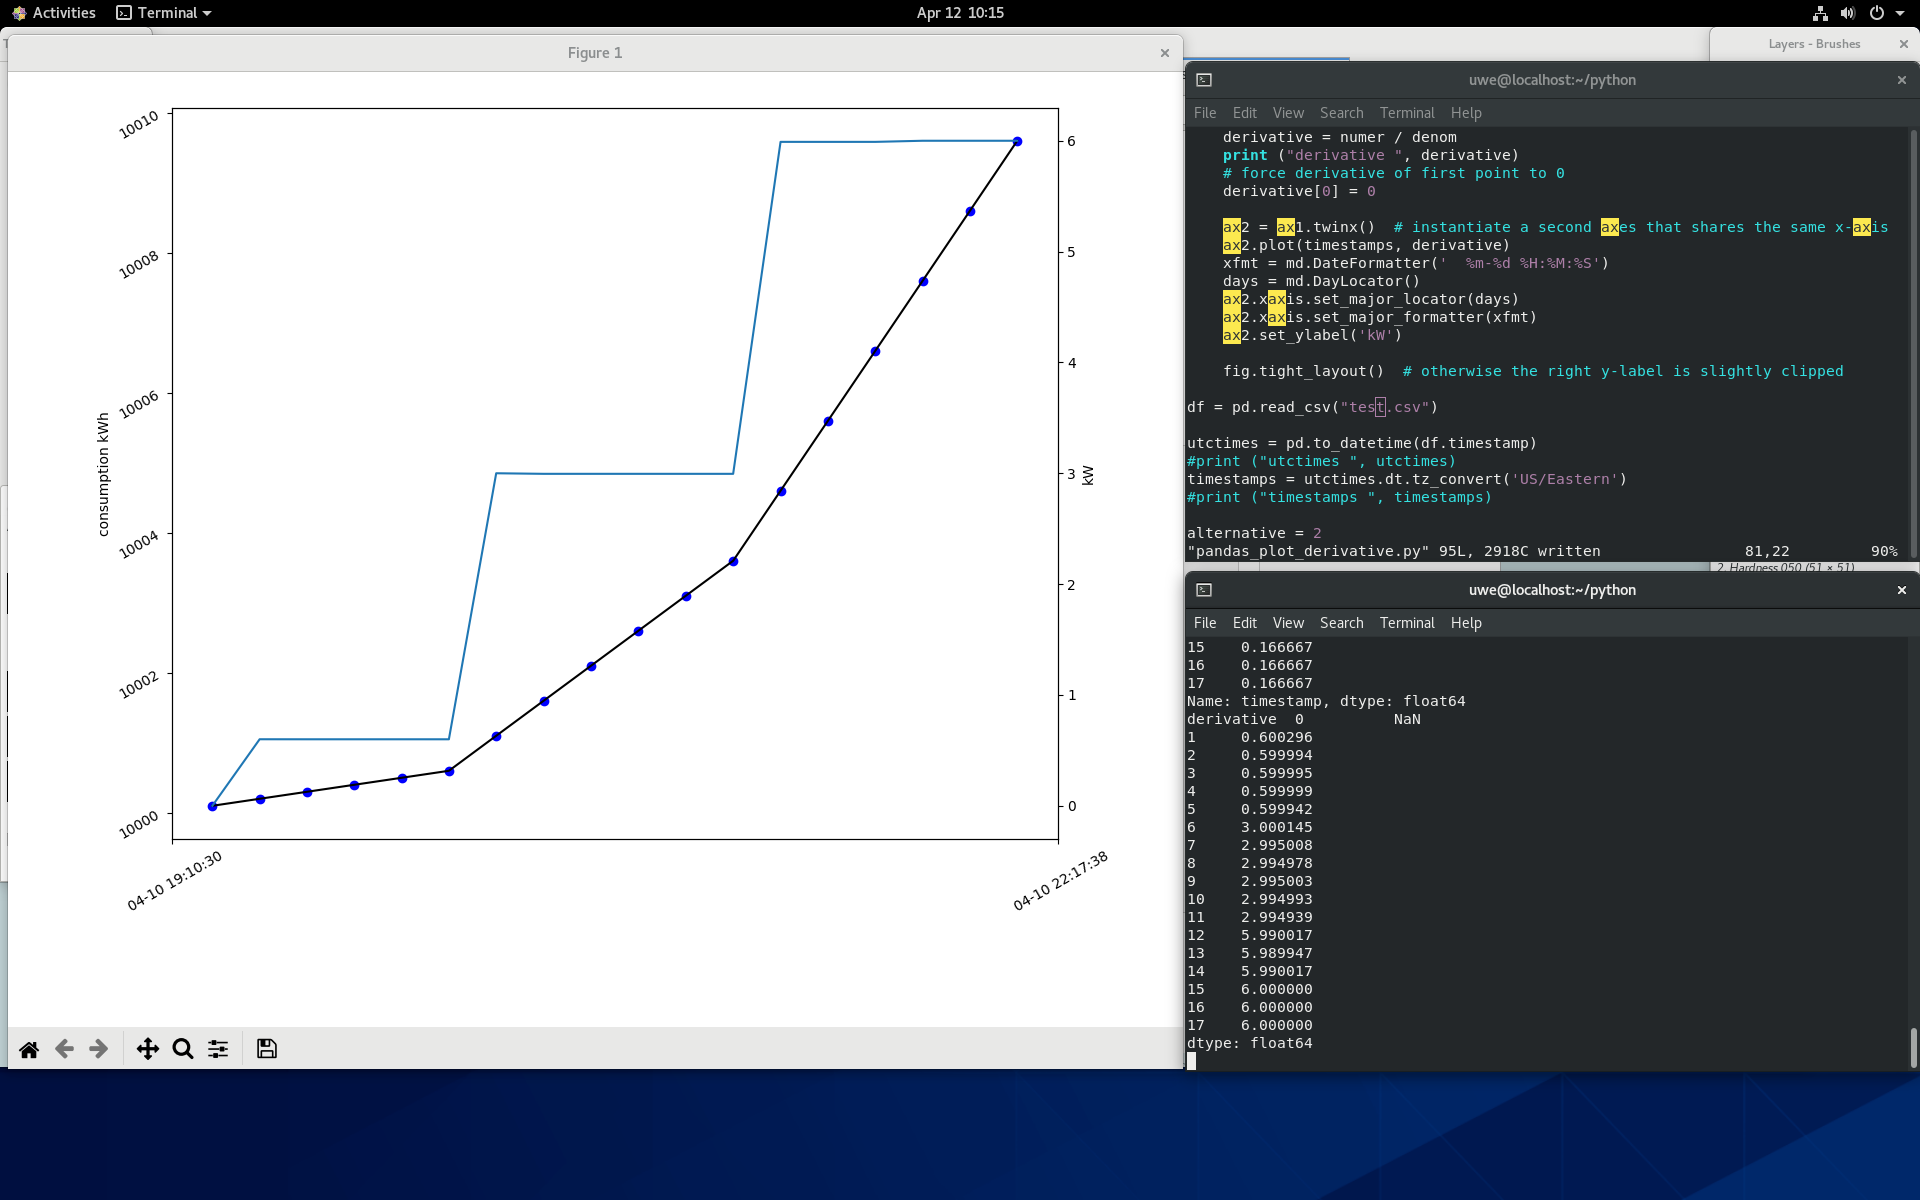 Activities
Terminal
Apr 12 10:15
Figure 1
10010
10008
10006
10004
10002
10000
consumption kWh
6
5
4
3
2
1
0
kW
04-10 19:10:30
04-10 22:17:38
Layers - Brushes
uwe@localhost:~/python
File Edit View Search Terminal Help
    derivative = numer / denom
    print ("derivative ", derivative)
    # force derivative of first point to 0
    derivative[0] = 0
    ax2 = ax1.twinx()  # instantiate a second axes that shares the same x-axis
    ax2.plot(timestamps, derivative)
    xfmt = md.DateFormatter('  %m-%d %H:%M:%S')
    days = md.DayLocator()
    ax2.xaxis.set_major_locator(days)
    ax2.xaxis.set_major_formatter(xfmt)
    ax2.set_ylabel('kW')
    fig.tight_layout()  # otherwise the right y-label is slightly clipped
df = pd.read_csv("test.csv")
utctimes = pd.to_datetime(df.timestamp)
#print ("utctimes ", utctimes)
timestamps = utctimes.dt.tz_convert('US/Eastern')
#print ("timestamps ", timestamps)
alternative = 2
"pandas_plot_derivative.py" 95L, 2918C written 81,22 90%
2. Hardness 050 (51 × 51)
uwe@localhost:~/python
File Edit View Search Terminal Help
15    0.166667
16    0.166667
17    0.166667
Name: timestamp, dtype: float64
derivative  0          NaN
1     0.600296
2     0.599994
3     0.599995
4     0.599999
5     0.599942
6     3.000145
7     2.995008
8     2.994978
9     2.995003
10    2.994993
11    2.994939
12    5.990017
13    5.989947
14    5.990017
15    6.000000
16    6.000000
17    6.000000
dtype: float64